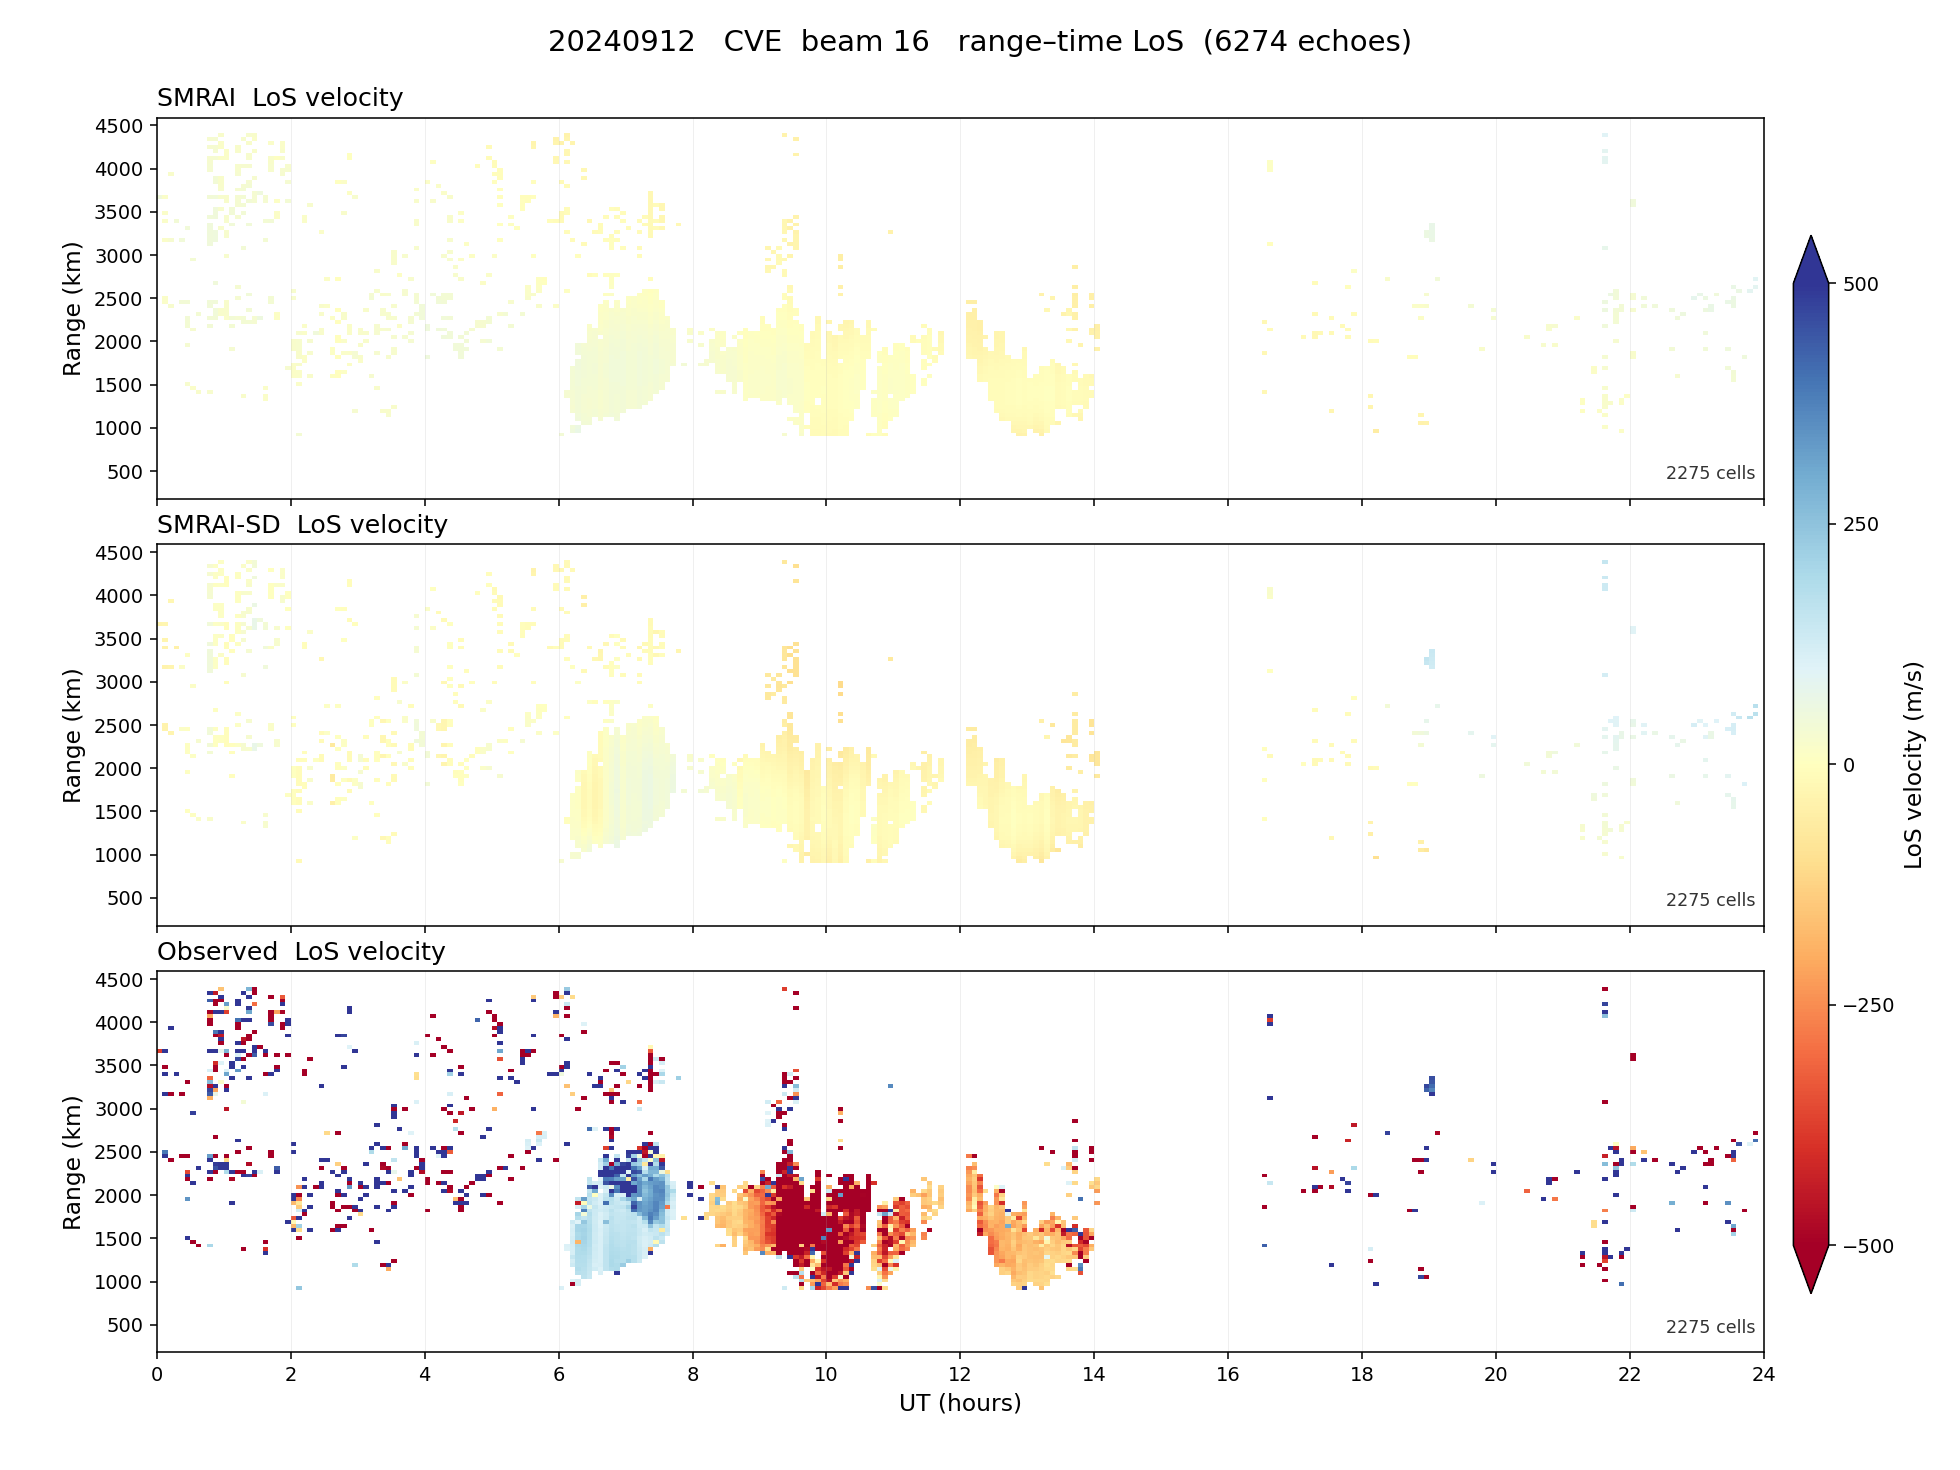 20240912 CVE beam 16 range–time LoS (6274 echoes)
SMRAI LoS velocity
4500
4000
3500
3000
2500
2000
1500
1000
500
Range (km)
2275 cells
SMRAI-SD LoS velocity
4500
4000
3500
3000
2500
2000
1500
1000
500
Range (km)
2275 cells
Observed LoS velocity
4500
4000
3500
3000
2500
2000
1500
1000
500
Range (km)
2275 cells
0 2 4 6 8 10 12 14 16 18 20 22 24
UT (hours)
500
250
0
−250
−500
LoS velocity (m/s)